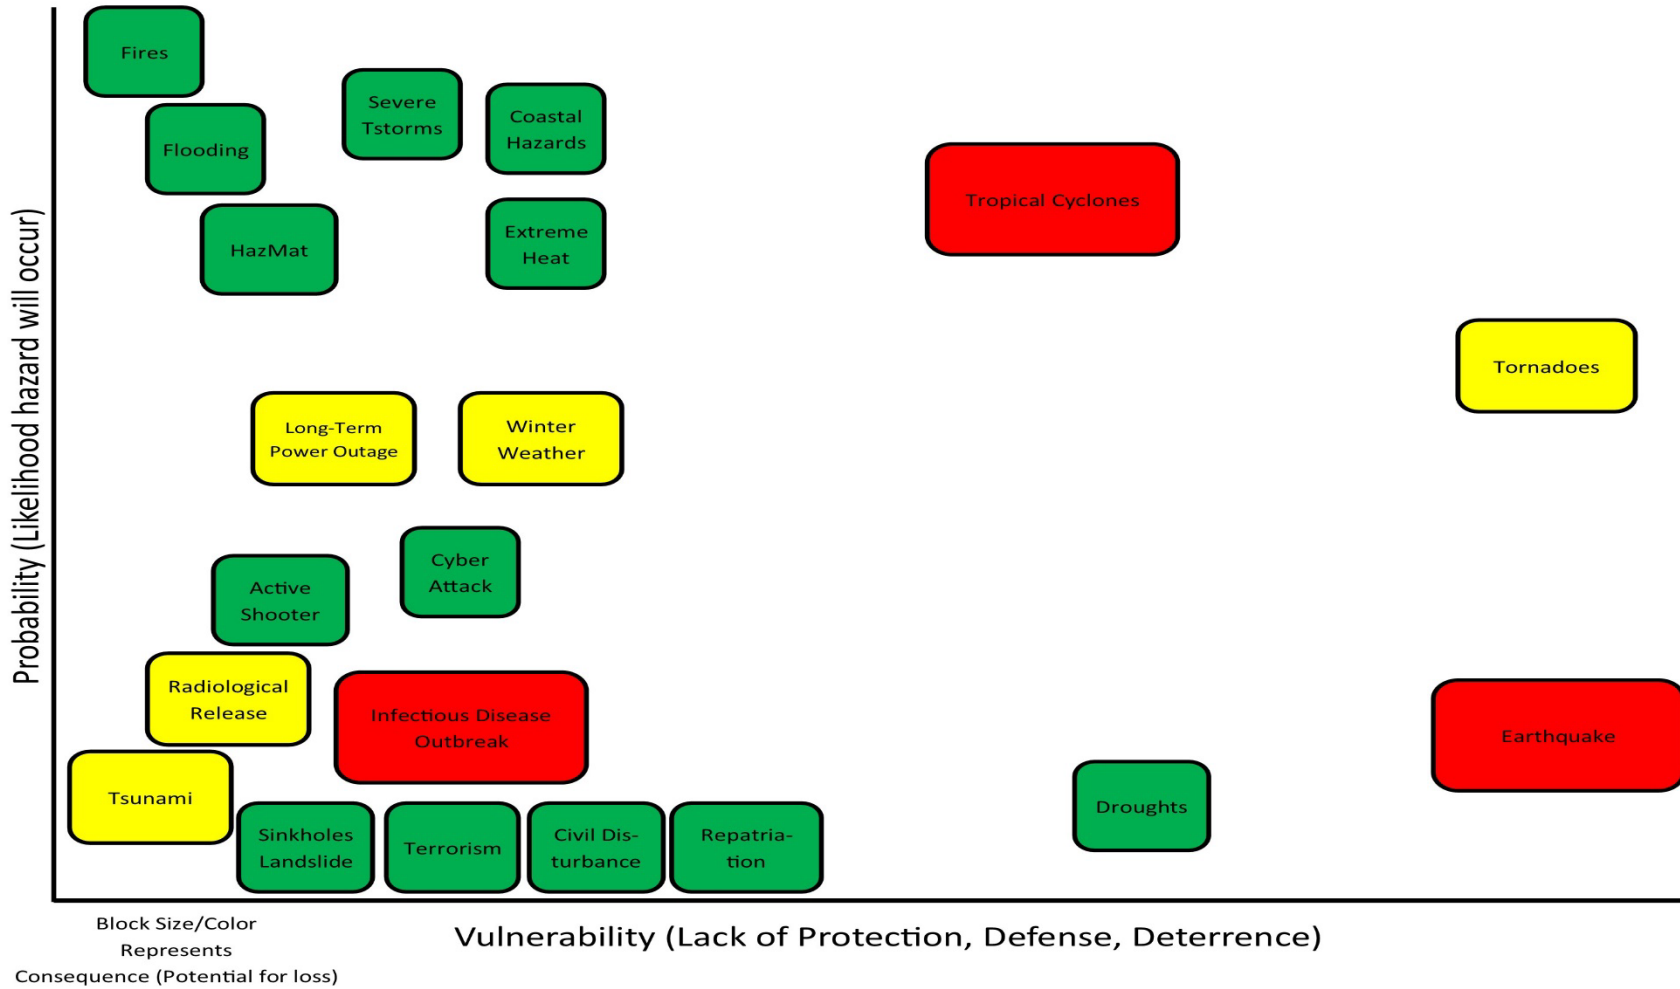 Fires
Severe
Tstorms
Coastal
Hazards
Flooding
Tropical Cyclones
HazMat
Extreme
Heat
Tornadoes
Long-Term
Power Outage
Winter
Weather
Cyber
Attack
Active
Shooter
Radiological
Release
Infectious Disease
Outbreak
Earthquake
Tsunami
Droughts
Sinkholes
Landslide
Terrorism
Civil Dis-
turbance
Repatria-
tion
Probability (Likelihood hazard will occur)
Vulnerability (Lack of Protection, Defense, Deterrence)
Block Size/Color
Represents
Consequence (Potential for loss)